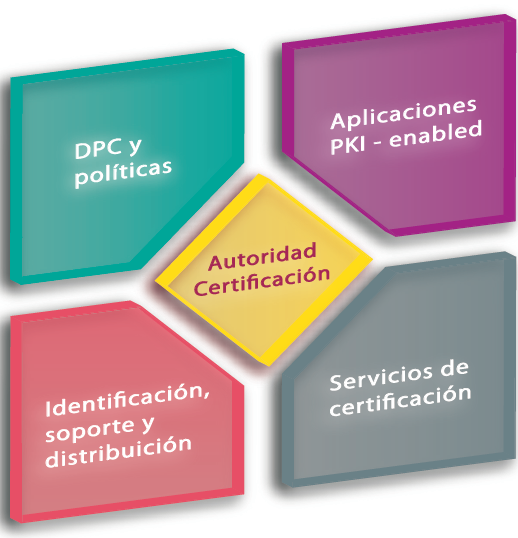 DPC y
políticas
Aplicaciones
PKI - enabled
Autoridad
Certificación
Identificación,
soporte y
distribuición
Servicios de
certificación